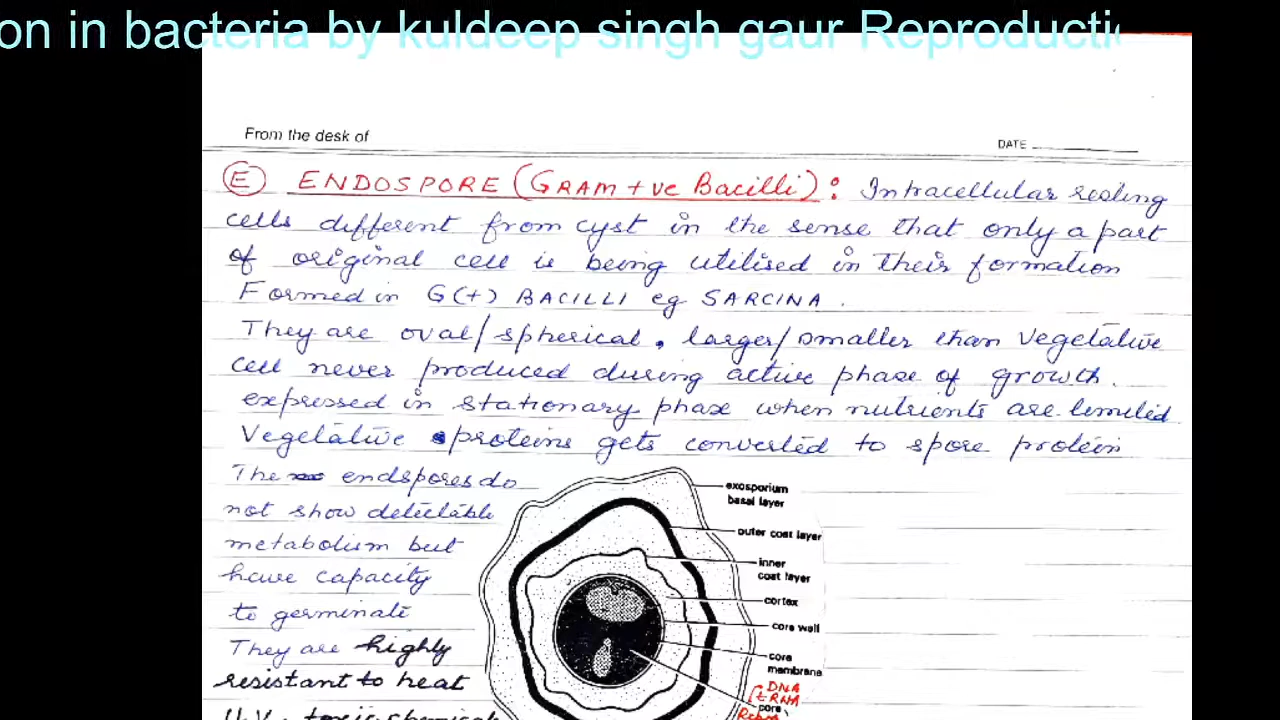 on in bacteria by kuldeep singh gaur Reproducti
From the desk of
DATE
(E) ENDOSPORE (GRAM +ve Bacilli) : Intracellular resting
cells different from cyst in the sense that only a part
of original cell is being utilised in their formation
Formed in G(+) BACILLI eg SARCINA .
They are oval/spherical . larger/smaller than vegetative
cell never produced during active phase of growth.
expressed in stationary phase when nutrients are limited
Vegetative proteins gets converted to spore protein
The endspores do
not show detectable
metabolism but
have capacity
to germinate
They are highly
resistant to heat
U.V., toxic chemical
exosporium
basal layer
outer coat layer
inner
coat layer
cortex
core wall
core
membrane
DNA
tRNA
core